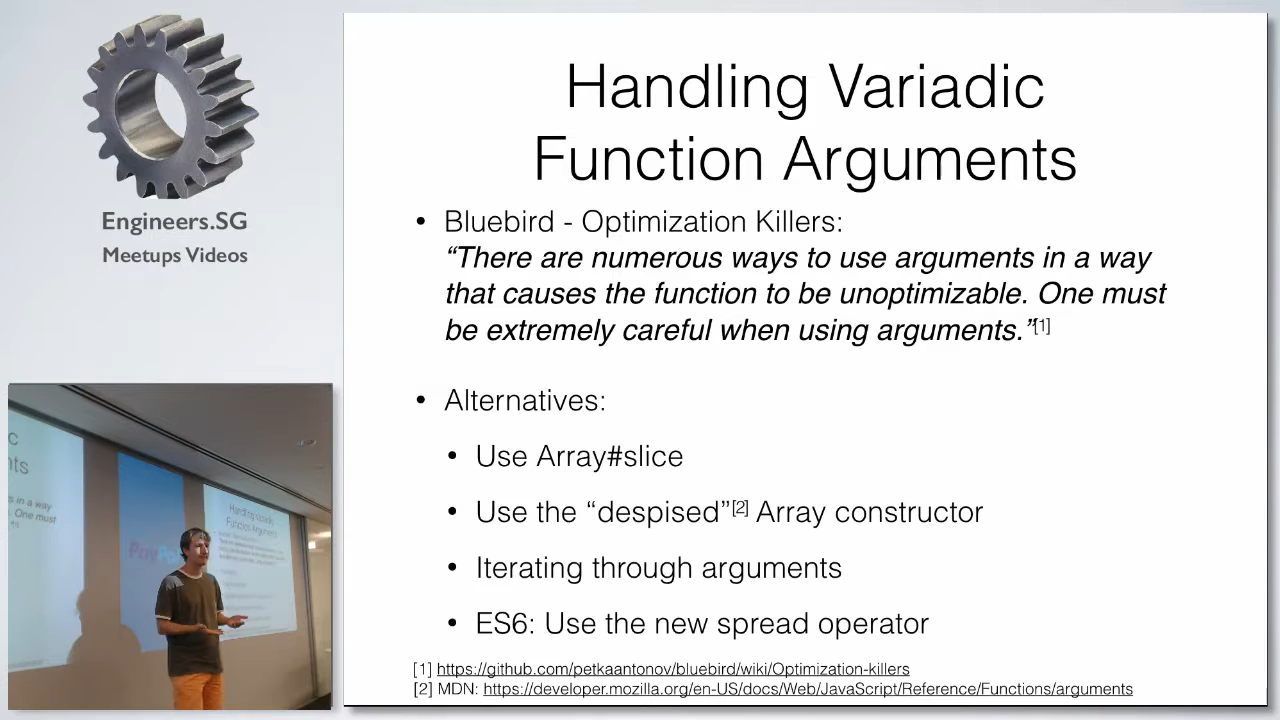 Engineers.SG
Meetups Videos
Handling Variadic
Function Arguments
• Bluebird - Optimization Killers:
“There are numerous ways to use arguments in a way
that causes the function to be unoptimizable. One must
be extremely careful when using arguments.”[1]
• Alternatives:
• Use Array#slice
• Use the “despised”[2] Array constructor
• Iterating through arguments
• ES6: Use the new spread operator
[1] https://github.com/petkaantonov/bluebird/wiki/Optimization-killers
[2] MDN: https://developer.mozilla.org/en-US/docs/Web/JavaScript/Reference/Functions/arguments
Handling Variadic
Function Arguments